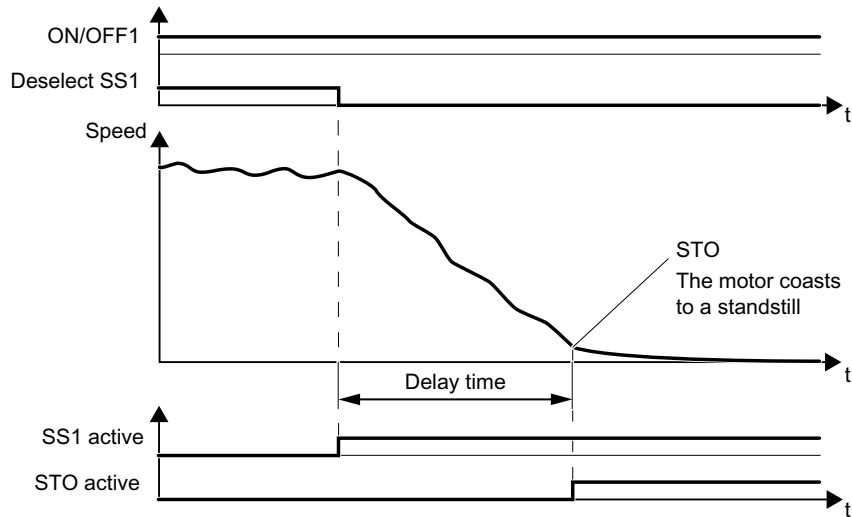 ON/OFF1
Deselect SS1
t
Speed
STO
The motor coasts
to a standstill
t
Delay time
SS1 active
STO active
t